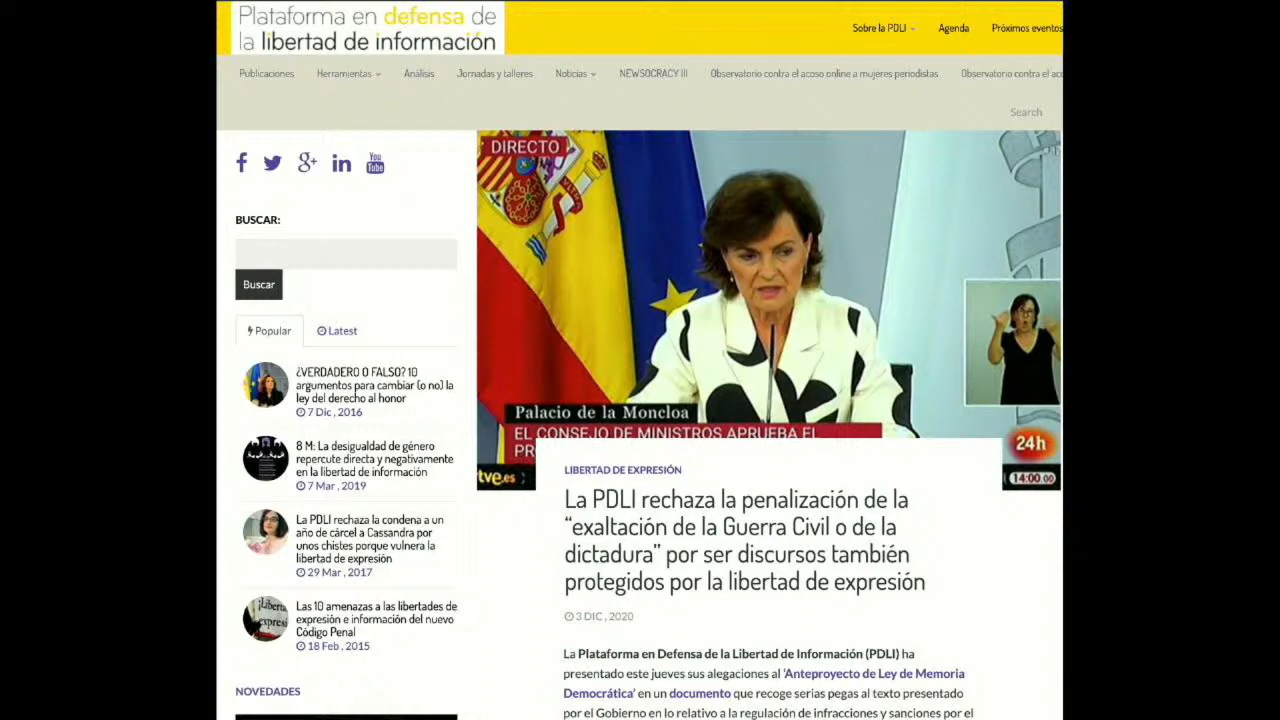 Plataforma en defensa de
la libertad de información
Sobre la PDLI
Agenda
Próximos eventos
Publicaciones
Herramientas
Análisis
Jornadas y talleres
Noticias
NEWSOCRACY III
Observatorio contra el acoso online a mujeres periodistas
Observatorio contra el
Search
BUSCAR:
Buscar
Popular
Latest
¿VERDADERO O FALSO? 10
argumentos para cambiar (o no) la
ley del derecho al honor
7 Dic , 2016
8 M: La desigualdad de género
repercute directa y negativamente
en la libertad de información
7 Mar , 2019
La PDLI rechaza la condena a un
año de cárcel a Cassandra por
unos chistes porque vulnera la
libertad de expresión
29 Mar , 2017
Las 10 amenazas a las libertades de
expresión e información del nuevo
Código Penal
18 Feb , 2015
NOVEDADES
DIRECTO
Palacio de la Moncloa
EL CONSEJO DE MINISTROS APRUEBA EL
PR
tve.es
24h
14:00.00
LIBERTAD DE EXPRESIÓN
La PDLI rechaza la penalización de la
“exaltación de la Guerra Civil o de la
dictadura” por ser discursos también
protegidos por la libertad de expresión
3 DIC , 2020
La Plataforma en Defensa de la Libertad de Información (PDLI) ha
presentado este jueves sus alegaciones al ‘Anteproyecto de Ley de Memoria
Democrática’ en un documento que recoge serias pegas al texto presentado
por el Gobierno en lo relativo a la regulación de infracciones y sanciones por el